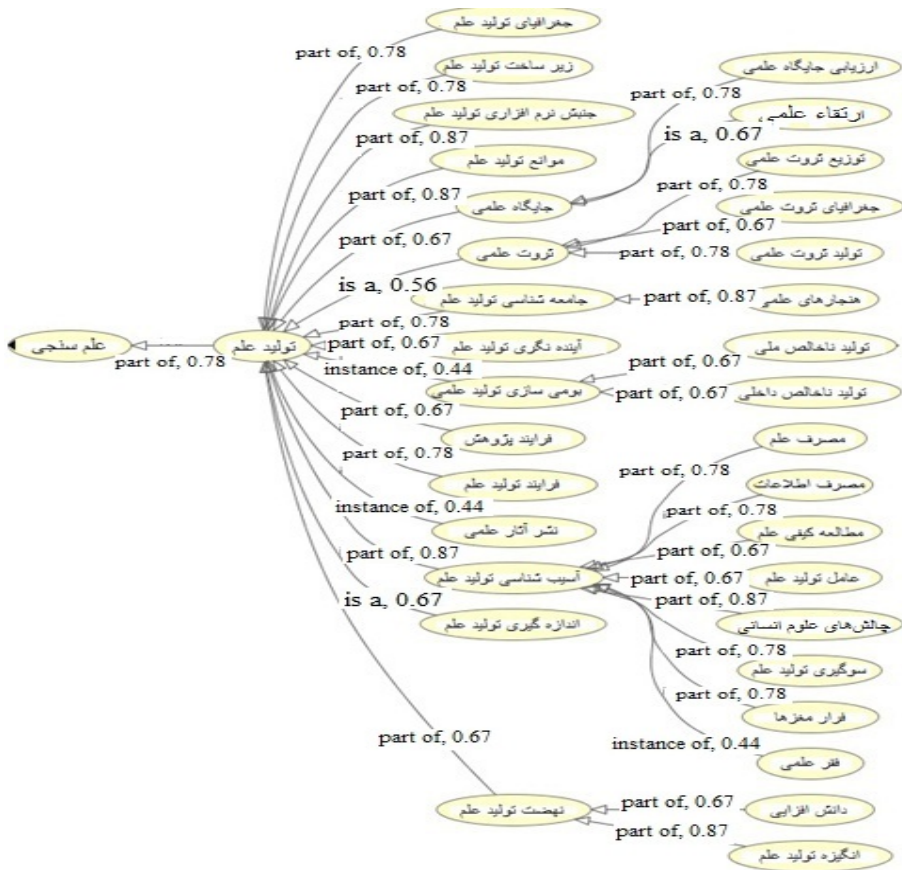 جغرافیای تولید علم
part of, 0.78
زیر ساخت تولید علم
ارزیابی جایگاه علمی
part of, 0.78
part of, 0.78
جنبش نرم افزاری تولید علم
ارتقاء علمی
part of, 0.87
is a, 0.67
موانع تولید علم
توزیع ثروت علمی
part of, 0.87
part of, 0.78
جایگاه علمی
جغرافیای ثروت علمی
part of, 0.67
part of, 0.67
ثروت علمی
part of, 0.78
تولید ثروت علمی
is a, 0.56
جامعه شناسی تولید علم
part of, 0.87
هنجارهای علمی
part of, 0.78
علم سنجی
part of, 0.78
تولید علم
part of, 0.67
آینده نگری تولید علم
تولید ناخالص ملی
instance of, 0.44
part of, 0.67
بومی سازی تولید علمی
part of, 0.67
تولید ناخالص داخلی
part of, 0.67
فرایند پژوهش
مصرف علم
part of, 0.78
part of, 0.78
فرایند تولید علم
مصرف اطلاعات
instance of, 0.44
part of, 0.78
نشر آثار علمی
مطالعه کیفی علم
part of, 0.87
part of, 0.67
آسیب شناسی تولید علم
part of, 0.67
عامل تولید علم
is a, 0.67
part of, 0.87
اندازه گیری تولید علم
چالش‌های علوم انسانی
part of, 0.78
سوگیری تولید علم
part of, 0.78
فرار مغزها
part of, 0.67
instance of, 0.44
فقر علمی
نهضت تولید علم
part of, 0.67
دانش افزایی
part of, 0.87
انگیزه تولید علم